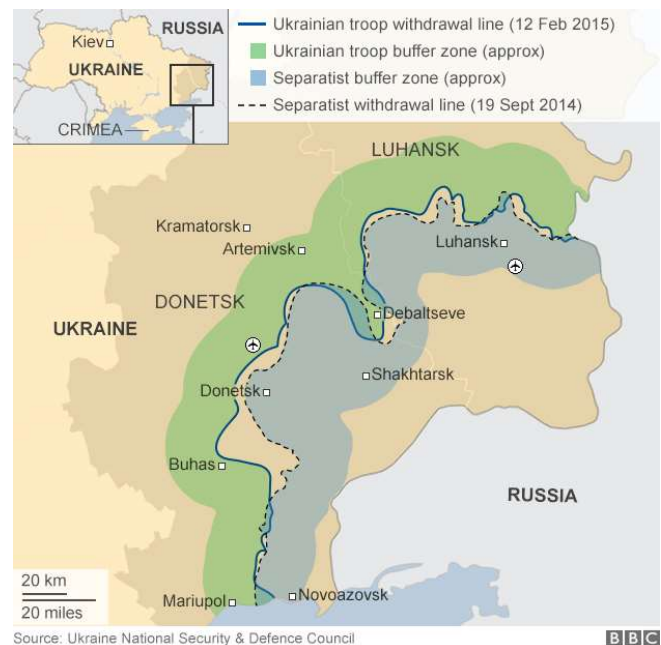 RUSSIA
Kiev
UKRAINE
CRIMEA
Ukrainian troop withdrawal line (12 Feb 2015)
Ukrainian troop buffer zone (approx)
Separatist buffer zone (approx)
Separatist withdrawal line (19 Sept 2014)
LUHANSK
Kramatorsk
Luhansk
Artemivsk
DONETSK
Debaltseve
UKRAINE
Shakhtarsk
Donetsk
Buhas
RUSSIA
20 km
20 miles
Mariupol
Novoazovsk
Source: Ukraine National Security & Defence Council
BBC